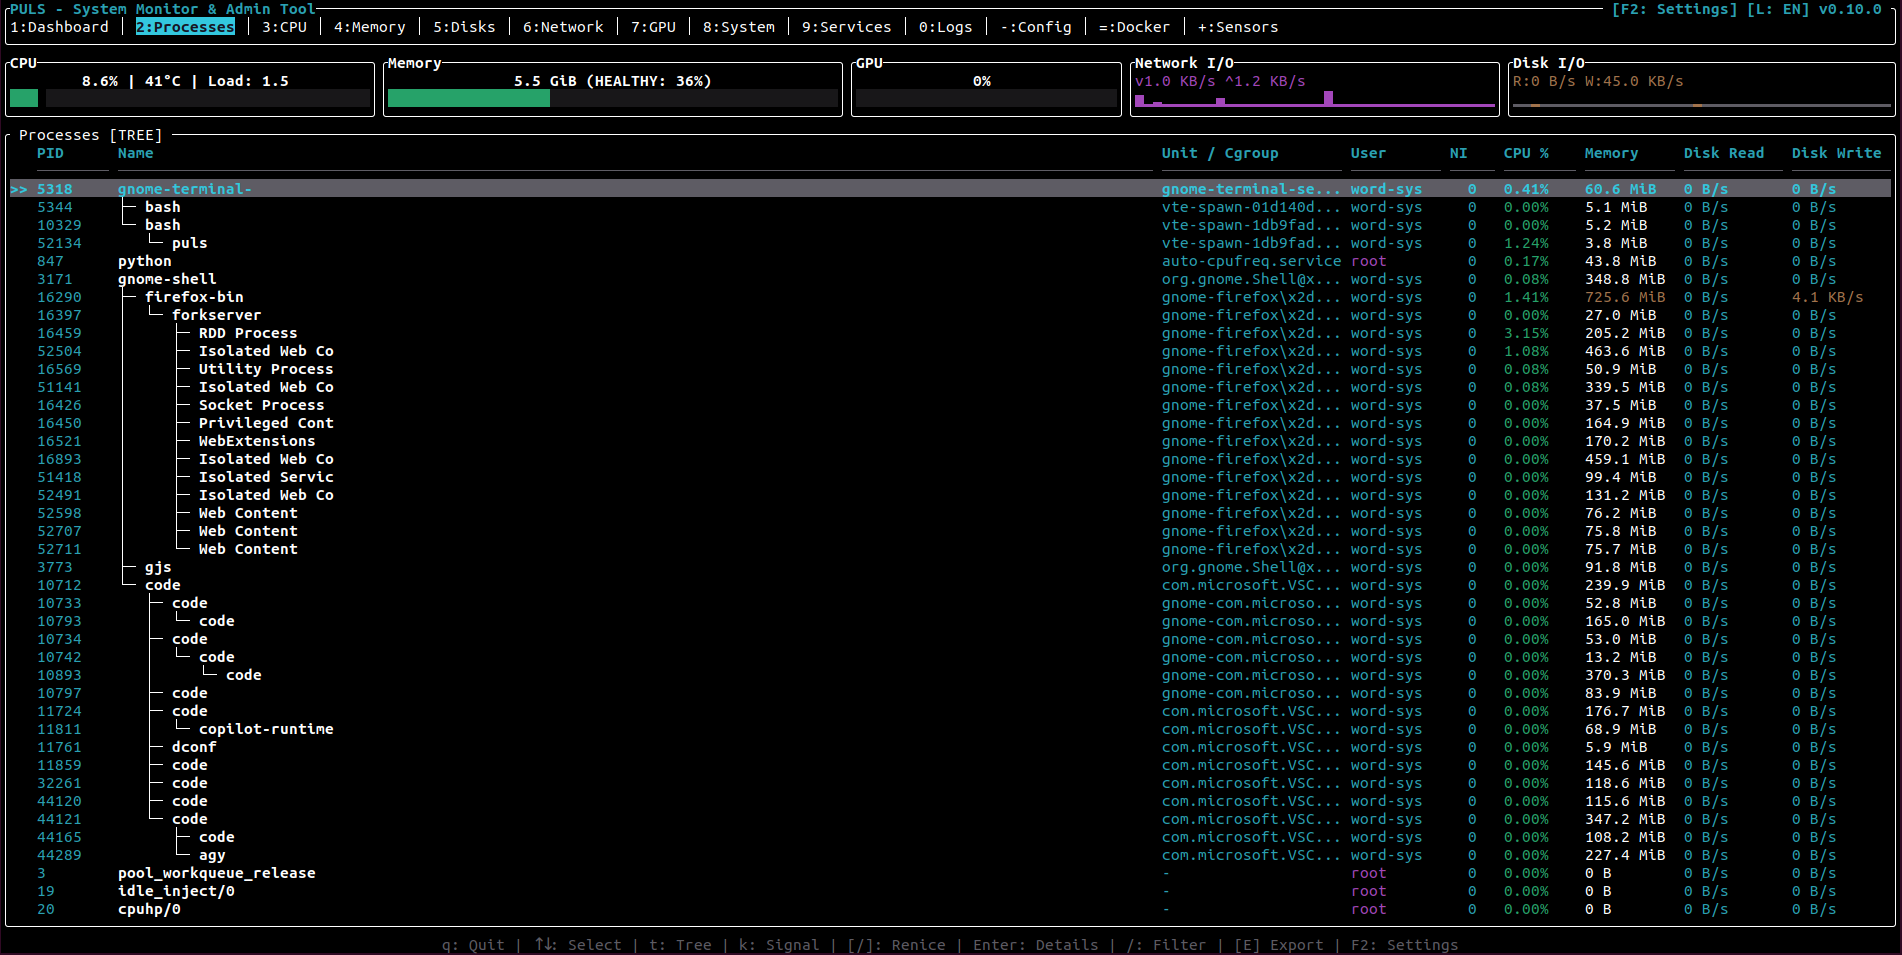 PULS - System Monitor & Admin Tool [F2: Settings] [L: EN] v0.10.0
1:Dashboard | 2:Processes | 3:CPU | 4:Memory | 5:Disks | 6:Network | 7:GPU | 8:System | 9:Services | 0:Logs | -:Config | =:Docker | +:Sensors
CPU Memory GPU Network I/O Disk I/O
8.6% | 41°C | Load: 1.5 5.5 GiB (HEALTHY: 36%) 0% v1.0 KB/s ^1.2 KB/s R:0 B/s W:45.0 KB/s
Processes [TREE]
PID Name Unit / Cgroup User NI CPU % Memory Disk Read Disk Write
>> 5318 gnome-terminal- gnome-terminal-se... word-sys 0 0.41% 60.6 MiB 0 B/s 0 B/s
5344 bash vte-spawn-01d140d... word-sys 0 0.00% 5.1 MiB 0 B/s 0 B/s
10329 bash vte-spawn-1db9fad... word-sys 0 0.00% 5.2 MiB 0 B/s 0 B/s
52134 puls vte-spawn-1db9fad... word-sys 0 1.24% 3.8 MiB 0 B/s 0 B/s
847 python auto-cpufreq.service root 0 0.17% 43.8 MiB 0 B/s 0 B/s
3171 gnome-shell org.gnome.Shell@x... word-sys 0 0.08% 348.8 MiB 0 B/s 0 B/s
16290 firefox-bin gnome-firefox\x2d... word-sys 0 1.41% 725.6 MiB 0 B/s 4.1 KB/s
16397 forkserver gnome-firefox\x2d... word-sys 0 0.00% 27.0 MiB 0 B/s 0 B/s
16459 RDD Process gnome-firefox\x2d... word-sys 0 3.15% 205.2 MiB 0 B/s 0 B/s
52504 Isolated Web Co gnome-firefox\x2d... word-sys 0 1.08% 463.6 MiB 0 B/s 0 B/s
16569 Utility Process gnome-firefox\x2d... word-sys 0 0.08% 50.9 MiB 0 B/s 0 B/s
51141 Isolated Web Co gnome-firefox\x2d... word-sys 0 0.08% 339.5 MiB 0 B/s 0 B/s
16426 Socket Process gnome-firefox\x2d... word-sys 0 0.00% 37.5 MiB 0 B/s 0 B/s
16450 Privileged Cont gnome-firefox\x2d... word-sys 0 0.00% 164.9 MiB 0 B/s 0 B/s
16521 WebExtensions gnome-firefox\x2d... word-sys 0 0.00% 170.2 MiB 0 B/s 0 B/s
16893 Isolated Web Co gnome-firefox\x2d... word-sys 0 0.00% 459.1 MiB 0 B/s 0 B/s
51418 Isolated Servic gnome-firefox\x2d... word-sys 0 0.00% 99.4 MiB 0 B/s 0 B/s
52491 Isolated Web Co gnome-firefox\x2d... word-sys 0 0.00% 131.2 MiB 0 B/s 0 B/s
52598 Web Content gnome-firefox\x2d... word-sys 0 0.00% 76.2 MiB 0 B/s 0 B/s
52707 Web Content gnome-firefox\x2d... word-sys 0 0.00% 75.8 MiB 0 B/s 0 B/s
52711 Web Content gnome-firefox\x2d... word-sys 0 0.00% 75.7 MiB 0 B/s 0 B/s
3773 gjs org.gnome.Shell@x... word-sys 0 0.00% 91.8 MiB 0 B/s 0 B/s
10712 code com.microsoft.VSC... word-sys 0 0.00% 239.9 MiB 0 B/s 0 B/s
10733 code gnome-com.microso... word-sys 0 0.00% 52.8 MiB 0 B/s 0 B/s
10793 code gnome-com.microso... word-sys 0 0.00% 165.0 MiB 0 B/s 0 B/s
10734 code gnome-com.microso... word-sys 0 0.00% 53.0 MiB 0 B/s 0 B/s
10742 code gnome-com.microso... word-sys 0 0.00% 13.2 MiB 0 B/s 0 B/s
10893 code gnome-com.microso... word-sys 0 0.00% 370.3 MiB 0 B/s 0 B/s
10797 code gnome-com.microso... word-sys 0 0.00% 83.9 MiB 0 B/s 0 B/s
11724 code com.microsoft.VSC... word-sys 0 0.00% 176.7 MiB 0 B/s 0 B/s
11811 copilot-runtime com.microsoft.VSC... word-sys 0 0.00% 68.9 MiB 0 B/s 0 B/s
11761 dconf com.microsoft.VSC... word-sys 0 0.00% 5.9 MiB 0 B/s 0 B/s
11859 code com.microsoft.VSC... word-sys 0 0.00% 145.6 MiB 0 B/s 0 B/s
32261 code com.microsoft.VSC... word-sys 0 0.00% 118.6 MiB 0 B/s 0 B/s
44120 code com.microsoft.VSC... word-sys 0 0.00% 115.6 MiB 0 B/s 0 B/s
44121 code com.microsoft.VSC... word-sys 0 0.00% 347.2 MiB 0 B/s 0 B/s
44165 code com.microsoft.VSC... word-sys 0 0.00% 108.2 MiB 0 B/s 0 B/s
44289 agy com.microsoft.VSC... word-sys 0 0.00% 227.4 MiB 0 B/s 0 B/s
3 pool_workqueue_release - root 0 0.00% 0 B 0 B/s 0 B/s
19 idle_inject/0 - root 0 0.00% 0 B 0 B/s 0 B/s
20 cpuhp/0 - root 0 0.00% 0 B 0 B/s 0 B/s
q: Quit | ↑↓: Select | t: Tree | k: Signal | [/]: Renice | Enter: Details | /: Filter | [E] Export | F2: Settings